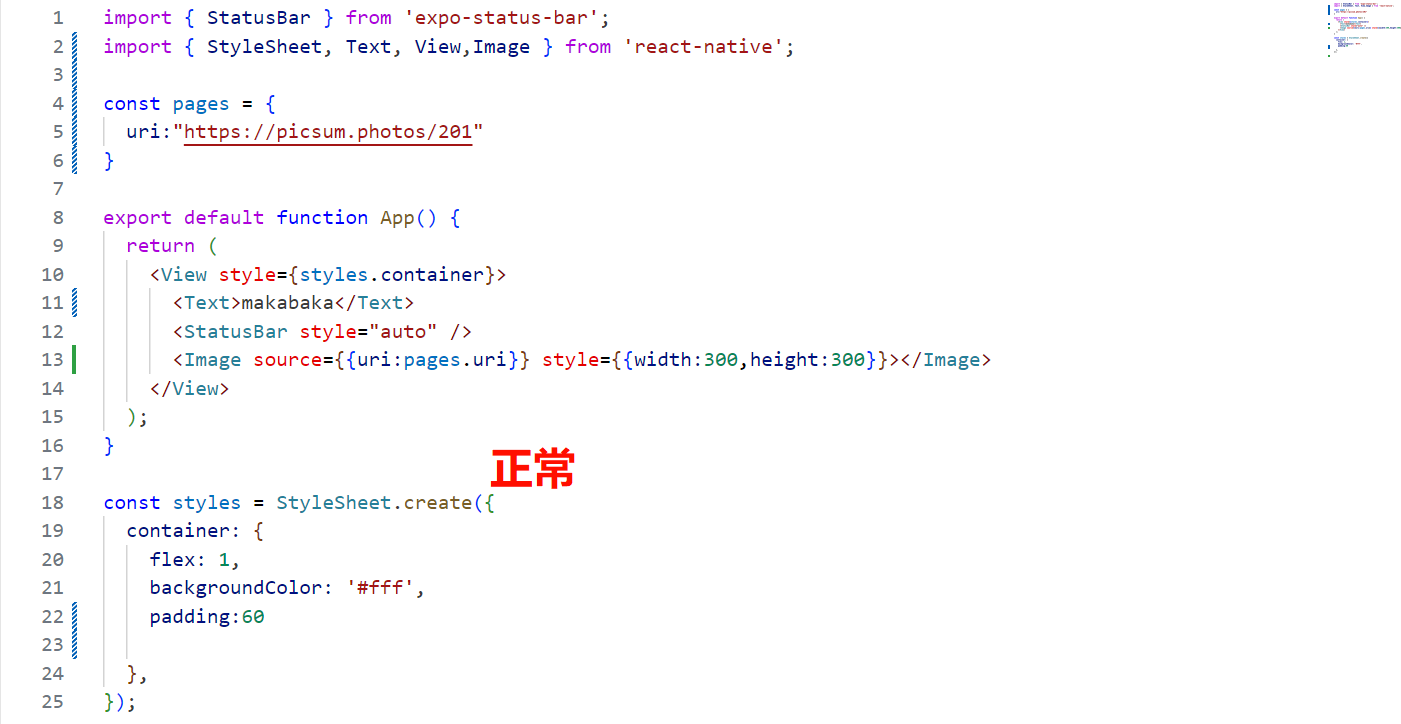 1 import { StatusBar } from 'expo-status-bar';
2 import { StyleSheet, Text, View,Image } from 'react-native';
3
4 const pages = {
5   uri:"https://picsum.photos/201"
6 }
7
8 export default function App() {
9   return (
10     <View style={styles.container}>
11       <Text>makabaka</Text>
12       <StatusBar style="auto" />
13       <Image source={{uri:pages.uri}} style={{width:300,height:300}}></Image>
14     </View>
15   );
16 }
正常
17
18 const styles = StyleSheet.create({
19   container: {
20     flex: 1,
21     backgroundColor: '#fff',
22     padding:60
23
24   },
25 });